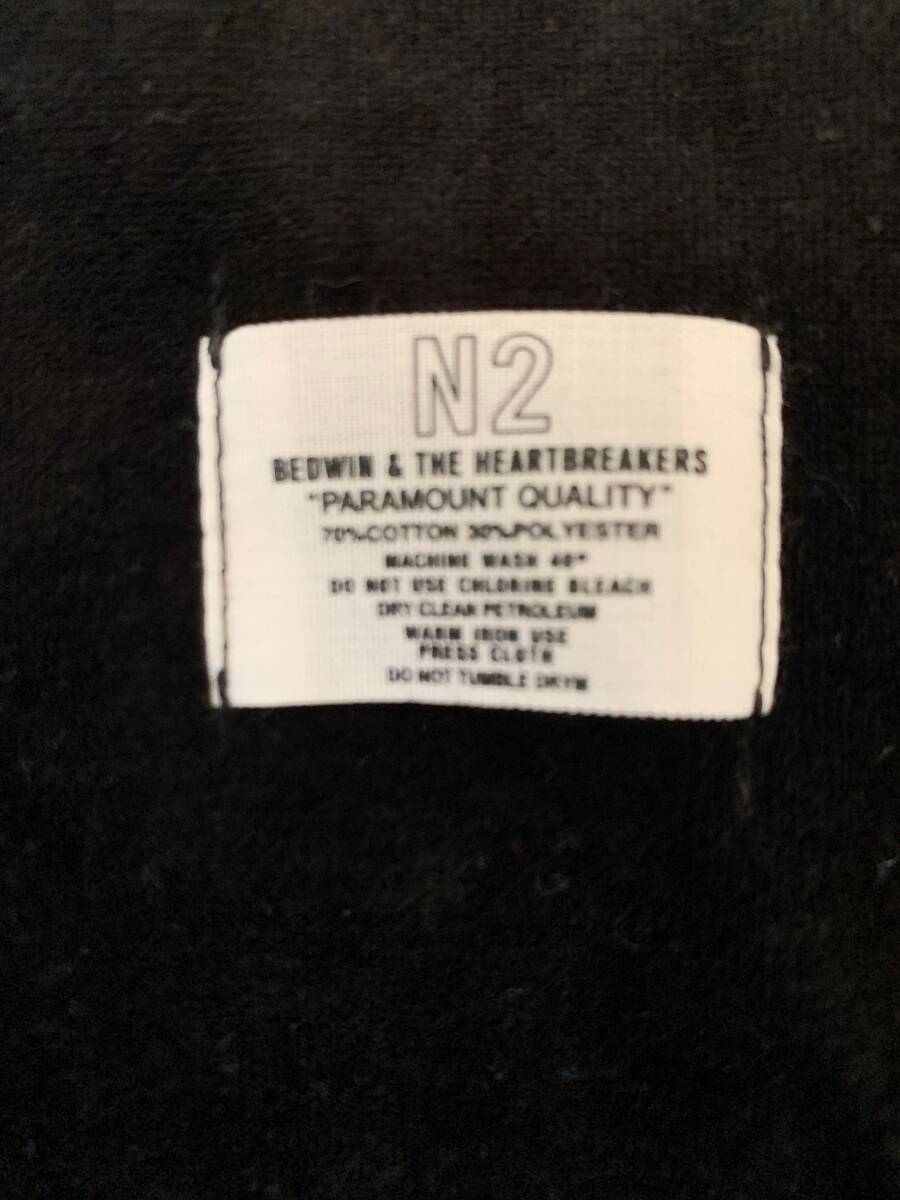 N2
BEDWIN & THE HEARTBREAKERS
"PARAMOUNT QUALITY"
70%COTTON 30%POLYESTER
MACHINE WASH 40°
DO NOT USE CHLORINE BLEACH
DRY CLEAN PETROLEUM
WARM IRON USE
PRESS CLOTH
DO NOT TUMBLE